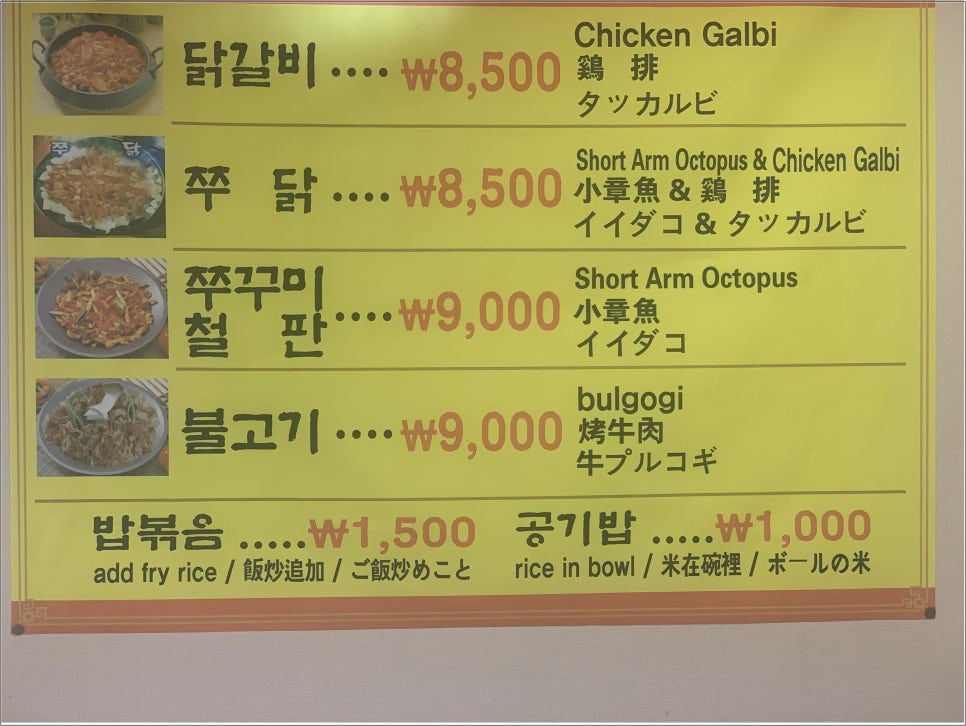 닭갈비 .... ₩8,500
Chicken Galbi
鷄 排
タッカルビ
쭈 닭
쭈 닭 .... ₩8,500
Short Arm Octopus & Chicken Galbi
小章魚 & 鷄 排
イイダコ & タッカルビ
쭈꾸미
철 판 .... ₩9,000
Short Arm Octopus
小章魚
イイダコ
불고기 .... ₩9,000
bulgogi
烤牛肉
牛プルコギ
밥볶음 .....₩1,500
add fry rice / 飯炒追加 / ご飯炒めこと
공기밥 .....₩1,000
rice in bowl / 米在碗裡 / ボールの米